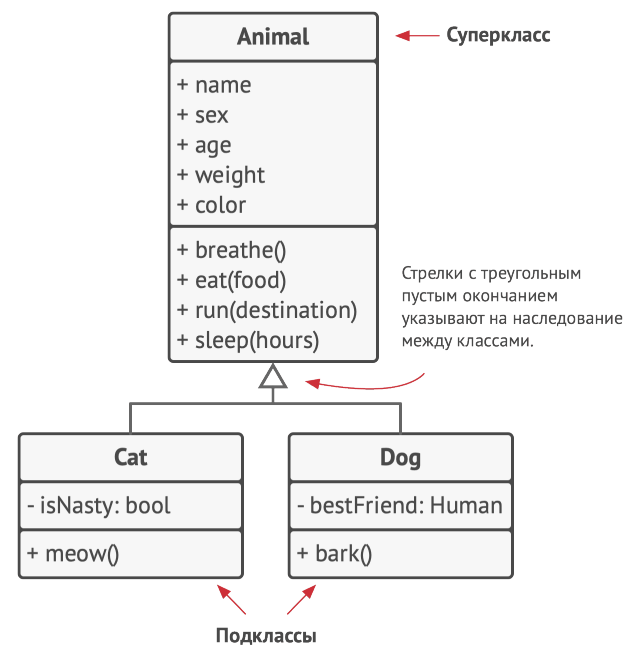 Animal
Суперкласс
+ name
+ sex
+ age
+ weight
+ color
+ breathe()
+ eat(food)
+ run(destination)
+ sleep(hours)
Стрелки с треугольным
пустым окончанием
указывают на наследование
между классами.
Cat
- isNasty: bool
+ meow()
Dog
- bestFriend: Human
+ bark()
Подклассы